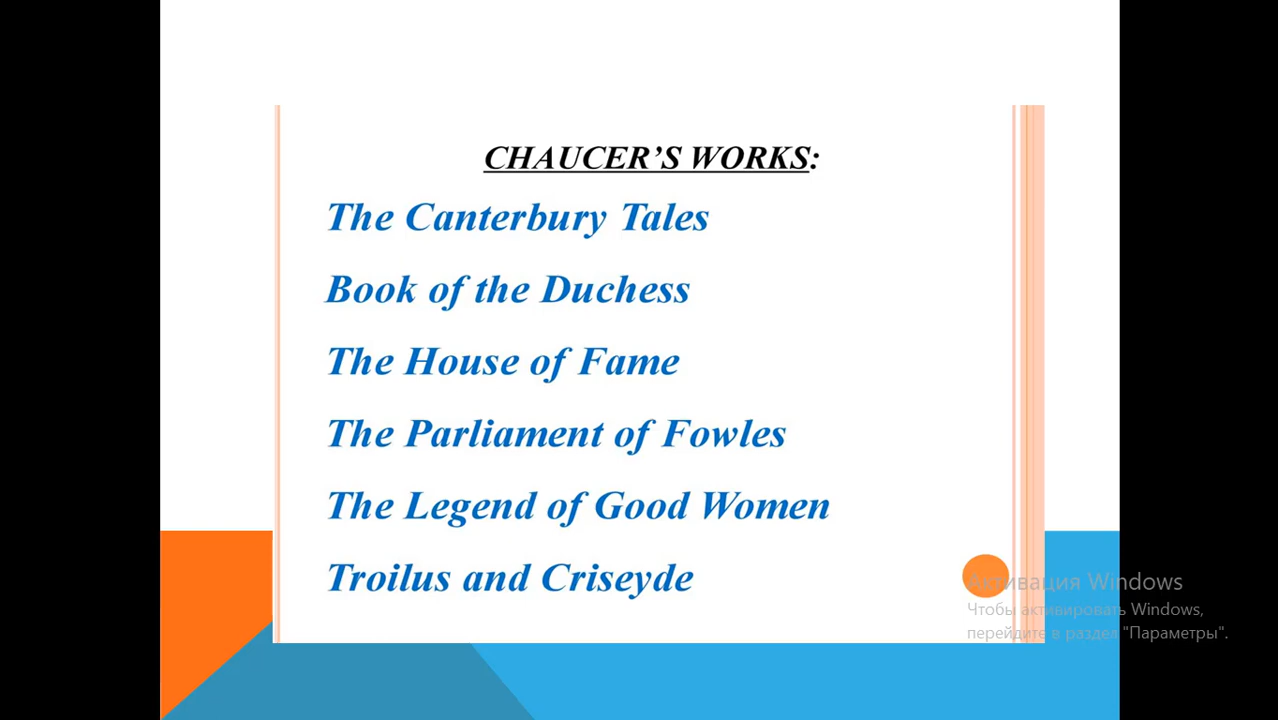 CHAUCER’S WORKS:
The Canterbury Tales
Book of the Duchess
The House of Fame
The Parliament of Fowles
The Legend of Good Women
Troilus and Criseyde
Активация Windows
Чтобы активировать Windows,
перейдите в раздел "Параметры".